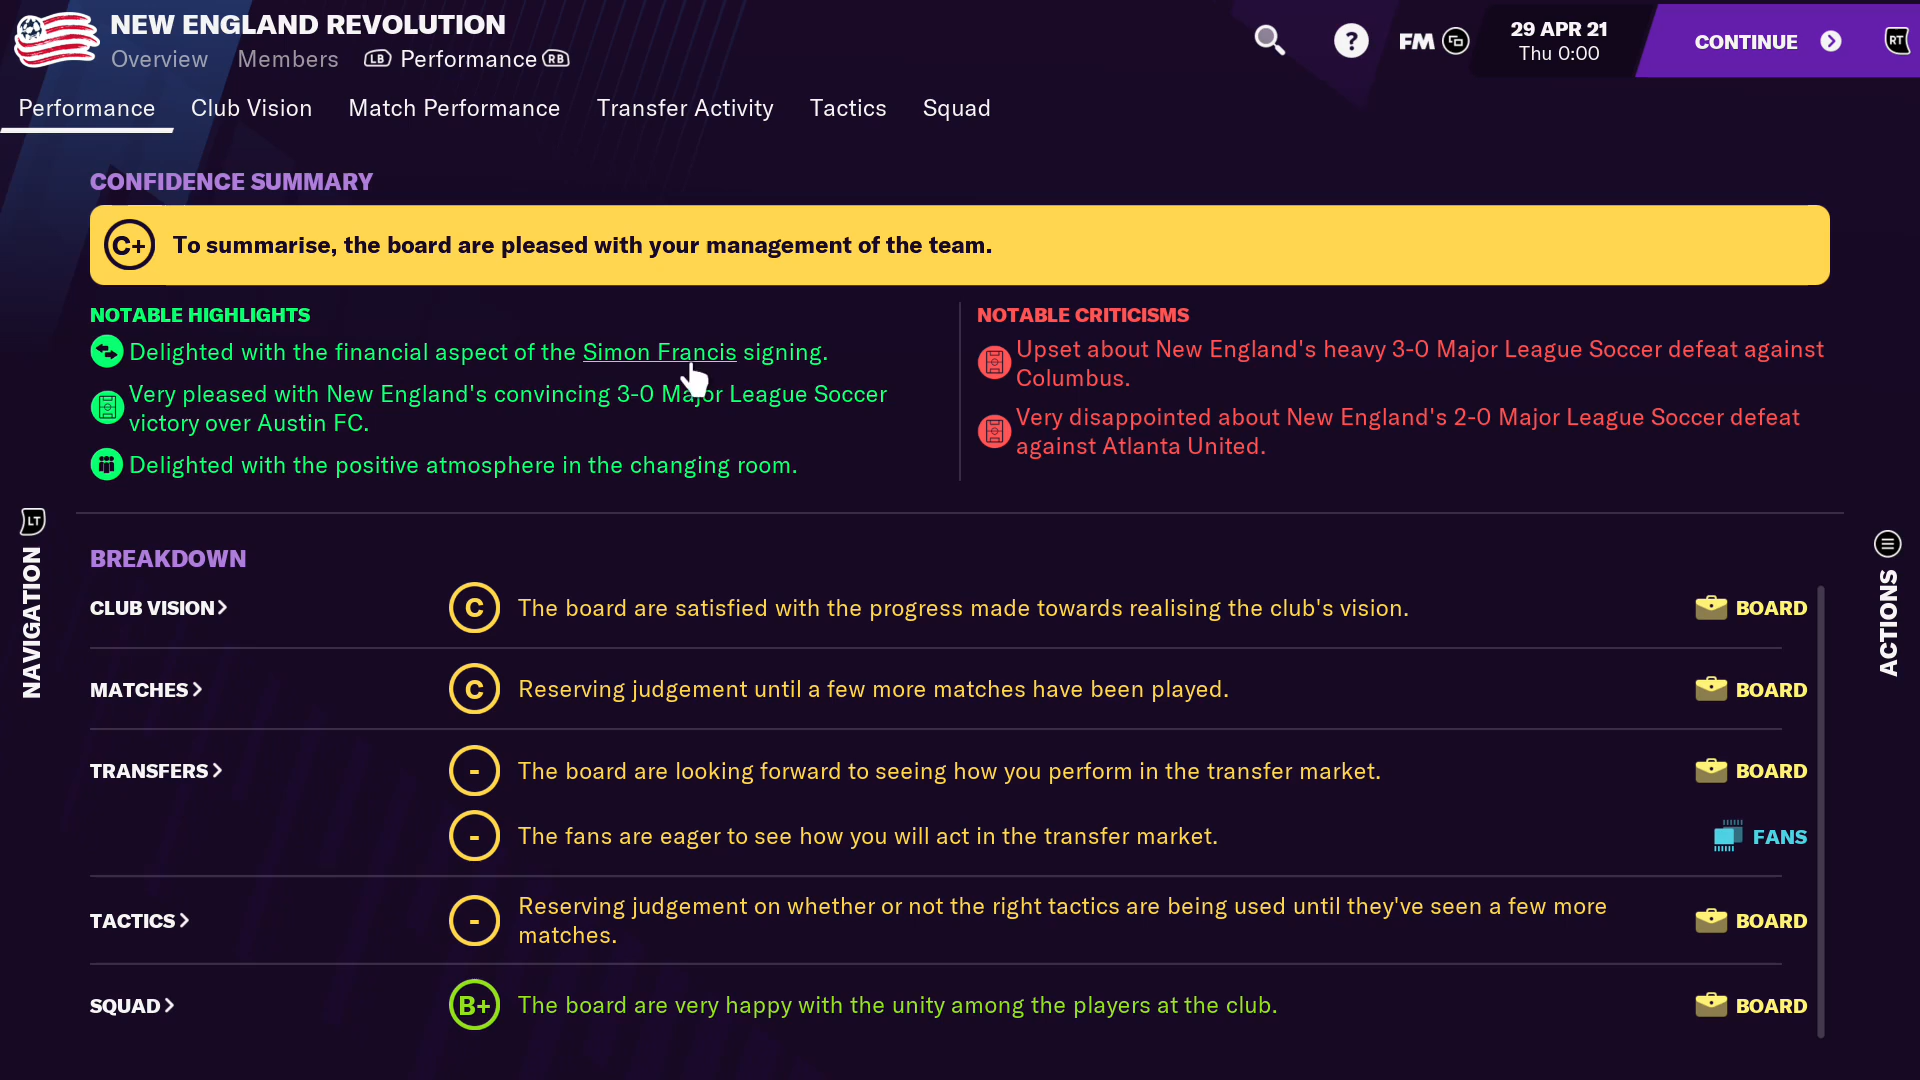 NEW ENGLAND REVOLUTION
Overview Members LB Performance RB
? FM
29 APR 21
Thu 0:00
CONTINUE RT
Performance Club Vision Match Performance Transfer Activity Tactics Squad
CONFIDENCE SUMMARY
C+ To summarise, the board are pleased with your management of the team.
NOTABLE HIGHLIGHTS
Delighted with the financial aspect of the Simon Francis signing.
Very pleased with New England's convincing 3-0 Major League Soccer
victory over Austin FC.
Delighted with the positive atmosphere in the changing room.
NOTABLE CRITICISMS
Upset about New England's heavy 3-0 Major League Soccer defeat against
Columbus.
Very disappointed about New England's 2-0 Major League Soccer defeat
against Atlanta United.
LT
NAVIGATION
ACTIONS
BREAKDOWN
CLUB VISION C The board are satisfied with the progress made towards realising the club's vision. BOARD
MATCHES C Reserving judgement until a few more matches have been played. BOARD
TRANSFERS - The board are looking forward to seeing how you perform in the transfer market. BOARD
- The fans are eager to see how you will act in the transfer market. FANS
TACTICS - Reserving judgement on whether or not the right tactics are being used until they've seen a few more
matches. BOARD
SQUAD B+ The board are very happy with the unity among the players at the club. BOARD